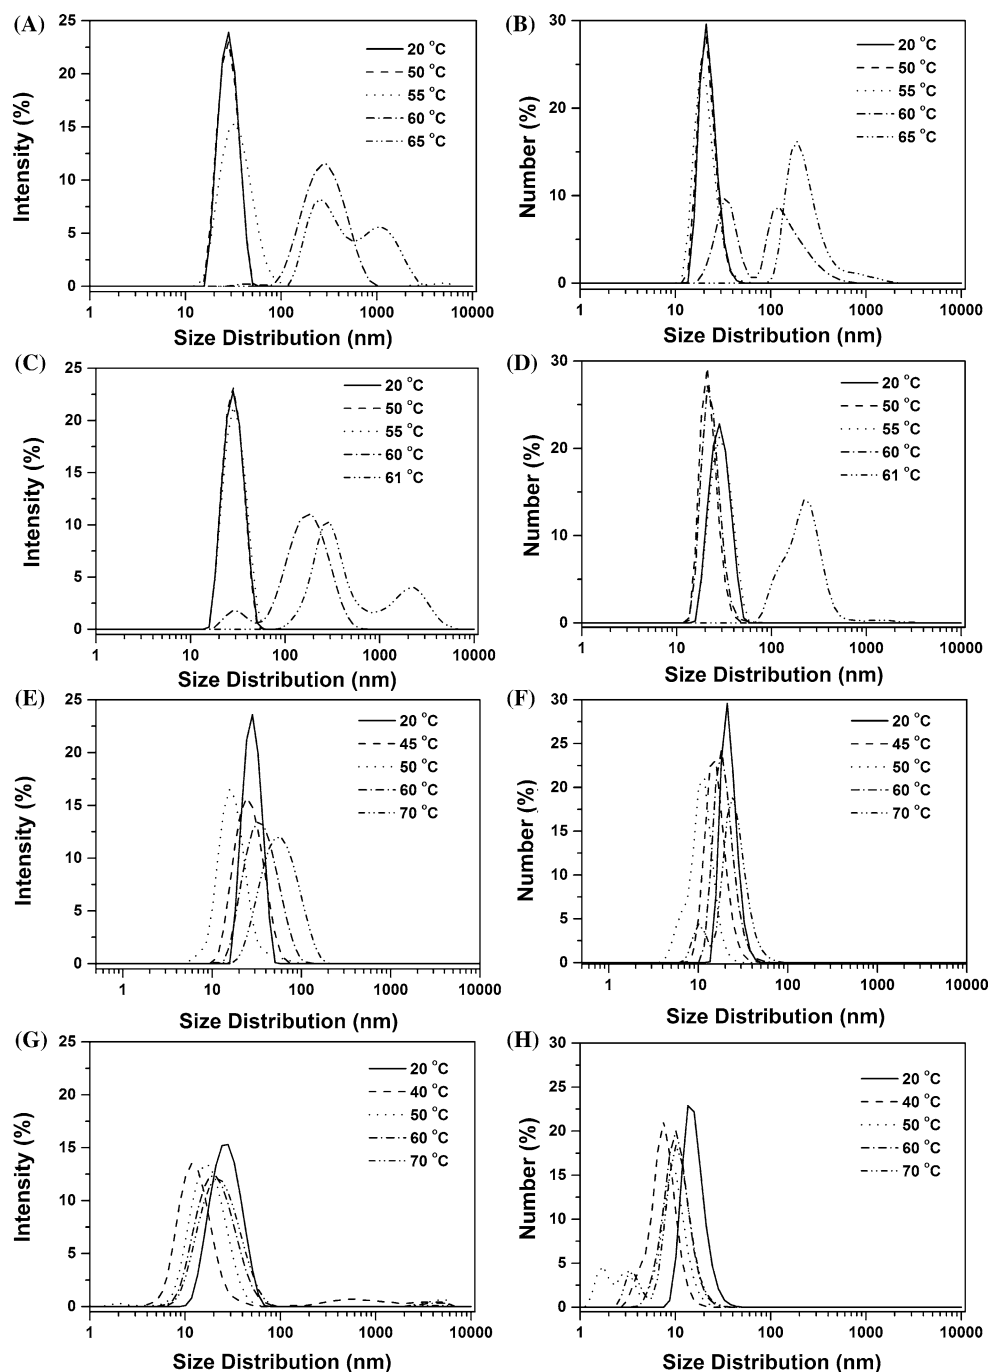 (A)
25
20
15
10
5
0
Intensity (%)
20 °C
50 °C
55 °C
60 °C
65 °C
1 10 100 1000 10000
Size Distribution (nm)
(B)
30
20
10
0
Number (%)
20 °C
50 °C
55 °C
60 °C
65 °C
1 10 100 1000 10000
Size Distribution (nm)
(C)
25
20
15
10
5
0
Intensity (%)
20 °C
50 °C
55 °C
60 °C
61 °C
1 10 100 1000 10000
Size Distribution (nm)
(D)
30
20
10
0
Number (%)
20 °C
50 °C
55 °C
60 °C
61 °C
1 10 100 1000 10000
Size Distribution (nm)
(E)
25
20
15
10
5
0
Intensity (%)
20 °C
45 °C
50 °C
60 °C
70 °C
1 10 100 1000 10000
Size Distribution (nm)
(F)
30
25
20
15
10
5
0
Number (%)
20 °C
45 °C
50 °C
60 °C
70 °C
1 10 100 1000 10000
Size Distribution (nm)
(G)
25
20
15
10
5
0
Intensity (%)
20 °C
40 °C
50 °C
60 °C
70 °C
1 10 100 1000 10000
Size Distribution (nm)
(H)
30
25
20
15
10
5
0
Number (%)
20 °C
40 °C
50 °C
60 °C
70 °C
1 10 100 1000 10000
Size Distribution (nm)